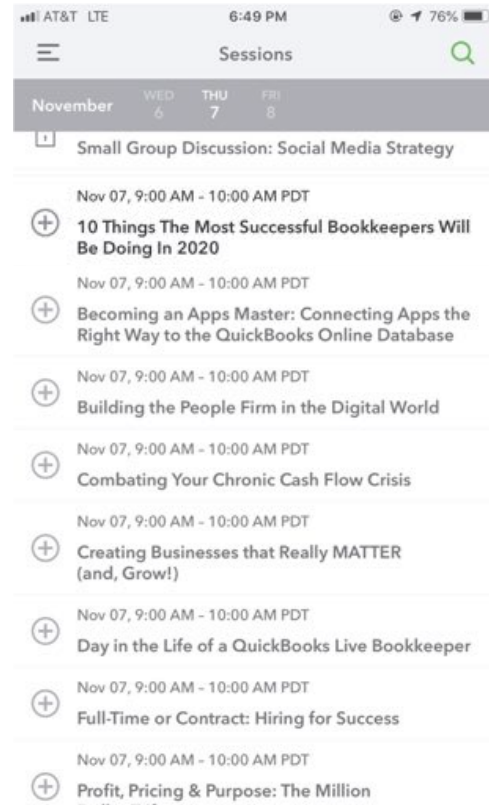 AT&T LTE 6:49 PM 76%
Sessions
November WED 6 THU 7 FRI 8
Small Group Discussion: Social Media Strategy
Nov 07, 9:00 AM – 10:00 AM PDT
10 Things The Most Successful Bookkeepers Will
Be Doing In 2020
Nov 07, 9:00 AM – 10:00 AM PDT
Becoming an Apps Master: Connecting Apps the
Right Way to the QuickBooks Online Database
Nov 07, 9:00 AM – 10:00 AM PDT
Building the People Firm in the Digital World
Nov 07, 9:00 AM – 10:00 AM PDT
Combating Your Chronic Cash Flow Crisis
Nov 07, 9:00 AM – 10:00 AM PDT
Creating Businesses that Really MATTER
(and, Grow!)
Nov 07, 9:00 AM – 10:00 AM PDT
Day in the Life of a QuickBooks Live Bookkeeper
Nov 07, 9:00 AM – 10:00 AM PDT
Full-Time or Contract: Hiring for Success
Nov 07, 9:00 AM – 10:00 AM PDT
Profit, Pricing & Purpose: The Million